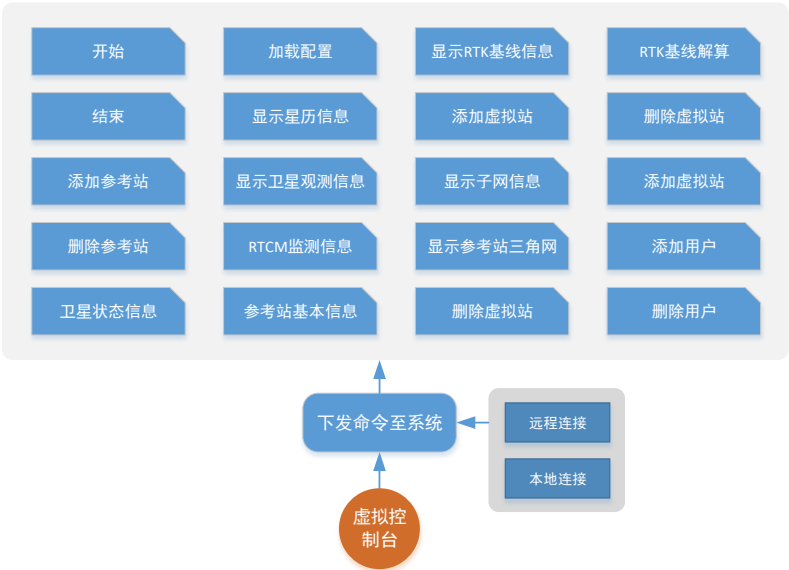 开始
加载配置
显示RTK基线信息
RTK基线解算
结束
显示星历信息
添加虚拟站
删除虚拟站
添加参考站
显示卫星观测信息
显示子网信息
添加虚拟站
删除参考站
RTCM监测信息
显示参考站三角网
添加用户
卫星状态信息
参考站基本信息
删除虚拟站
删除用户
下发命令至系统
远程连接
本地连接
虚拟控
制台